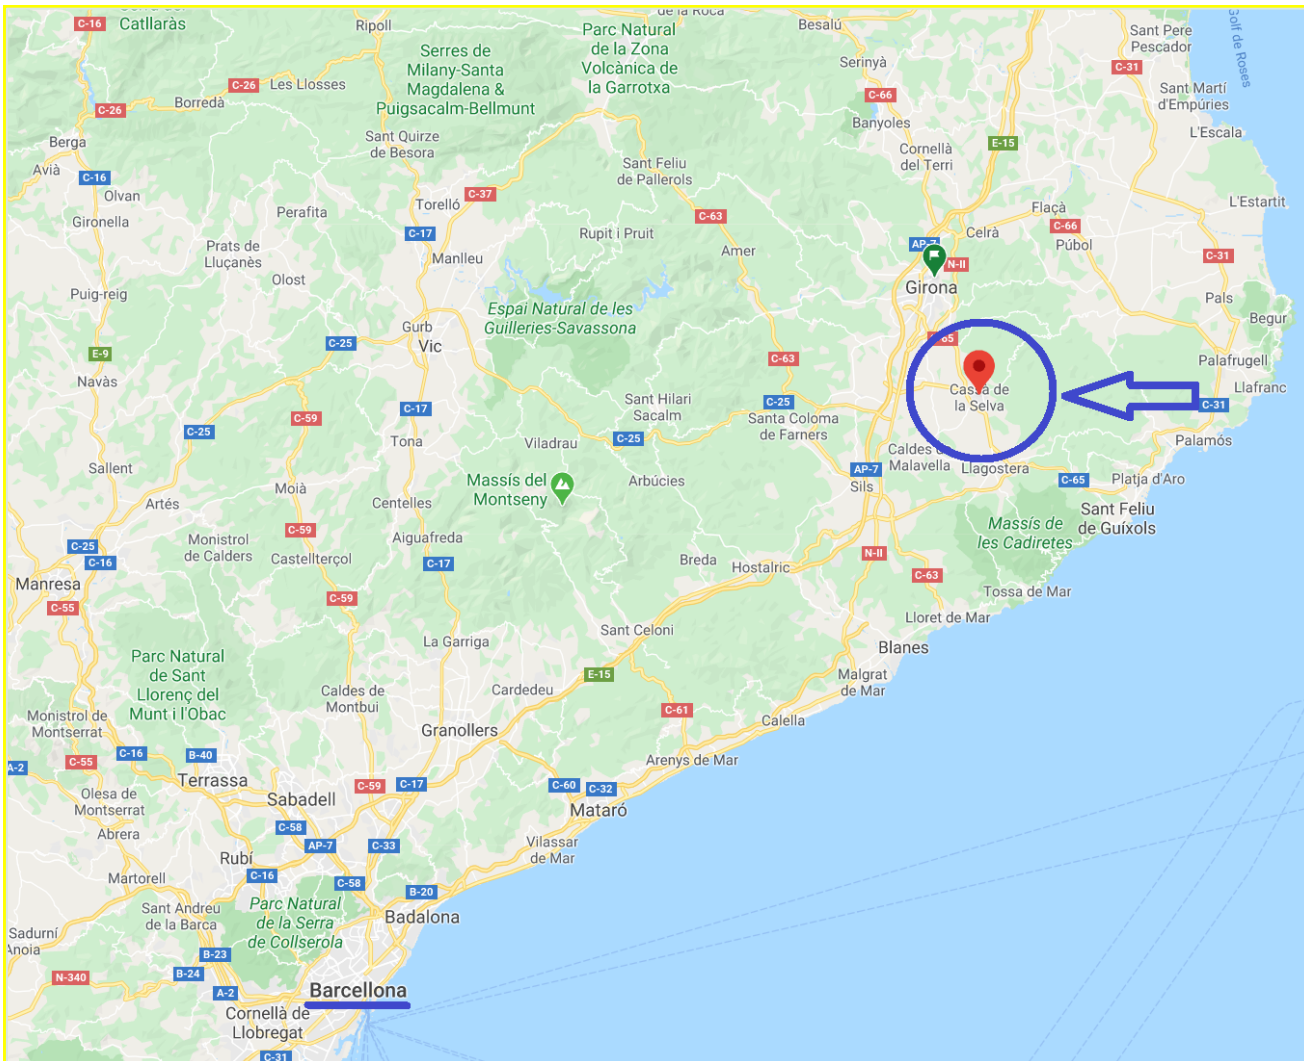 Catllaràs
C-16
Ripoll
de la Roca
Besalú
Golf de Roses
Parc Natural
de la Zona
Volcànica de
la Garrotxa
Sant Pere
Pescador
Serres de
Milany-Santa
Magdalena &
Puigsacalm-Bellmunt
Serinyà
C-31
C-26
Les Llosses
C-66
Sant Martí
d'Empúries
C-26
Borredà
Banyoles
L'Escala
Berga
Sant Quirze
de Besora
Cornellà
del Terri
E-15
Avià
C-16
Sant Feliu
de Pallerols
Olvan
C-37
Torelló
L'Estartit
Gironella
Perafita
C-63
Flaçà
C-66
Celrà
C-17
Rupit i Pruit
Prats de
Lluçanès
Manlleu
Amer
AP-7
Púbol
C-31
N-II
Olost
Girona
Puig-reig
Espai Natural de les
Guilleries-Savassona
Pals
Begur
Gurb
Vic
C-25
C-65
E-9
C-63
Palafrugell
Navàs
Cassà de
la Selva
Llafranc
C-59
C-17
Sant Hilari
Sacalm
C-25
C-31
Santa Coloma
de Farners
C-25
Tona
Viladrau
C-25
Palamós
Caldes d
Malavella
Sallent
AP-7
Llagostera
Massís del
Montseny
Arbúcies
Sils
C-65
Platja d'Aro
Moià
Artés
Centelles
Sant Feliu
de Guíxols
C-59
Massís de
les Cadiretes
Monistrol
de Calders
Aiguafreda
C-25
C-16
Castellterçol
C-17
Breda
Hostalric
N-II
Manresa
C-63
C-59
Tossa de Mar
C-55
Lloret de Mar
Sant Celoni
La Garriga
Blanes
Parc Natural
de Sant
Llorenç del
Munt i l'Obac
E-15
Malgrat
de Mar
Caldes de
Montbui
Cardedeu
C-61
Monistrol de
Montserrat
Calella
Granollers
C-16
B-40
Arenys de Mar
C-55
A-2
Terrassa
C-59
C-17
C-60
C-32
Olesa de
Montserrat
Sabadell
Mataró
C-58
Abrera
AP-7
C-33
Vilassar
de Mar
Rubí
C-16
C-58
Martorell
B-20
Sant Andreu
de la Barca
Parc Natural
de la Serra
de Collserola
Badalona
Sadurní
Anoia
B-23
N-340
B-24
A-2
Barcellona
Cornellà de
Llobregat
C-31